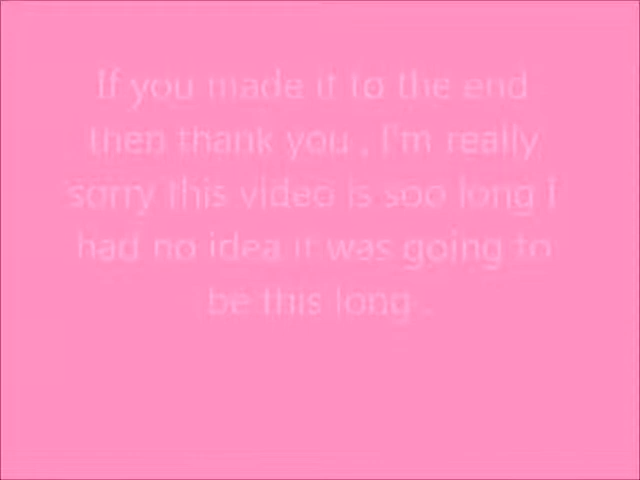 If you made it to the end
then thank you , I'm really
sorry this video is soo long I
had no idea it was going to
be this long .